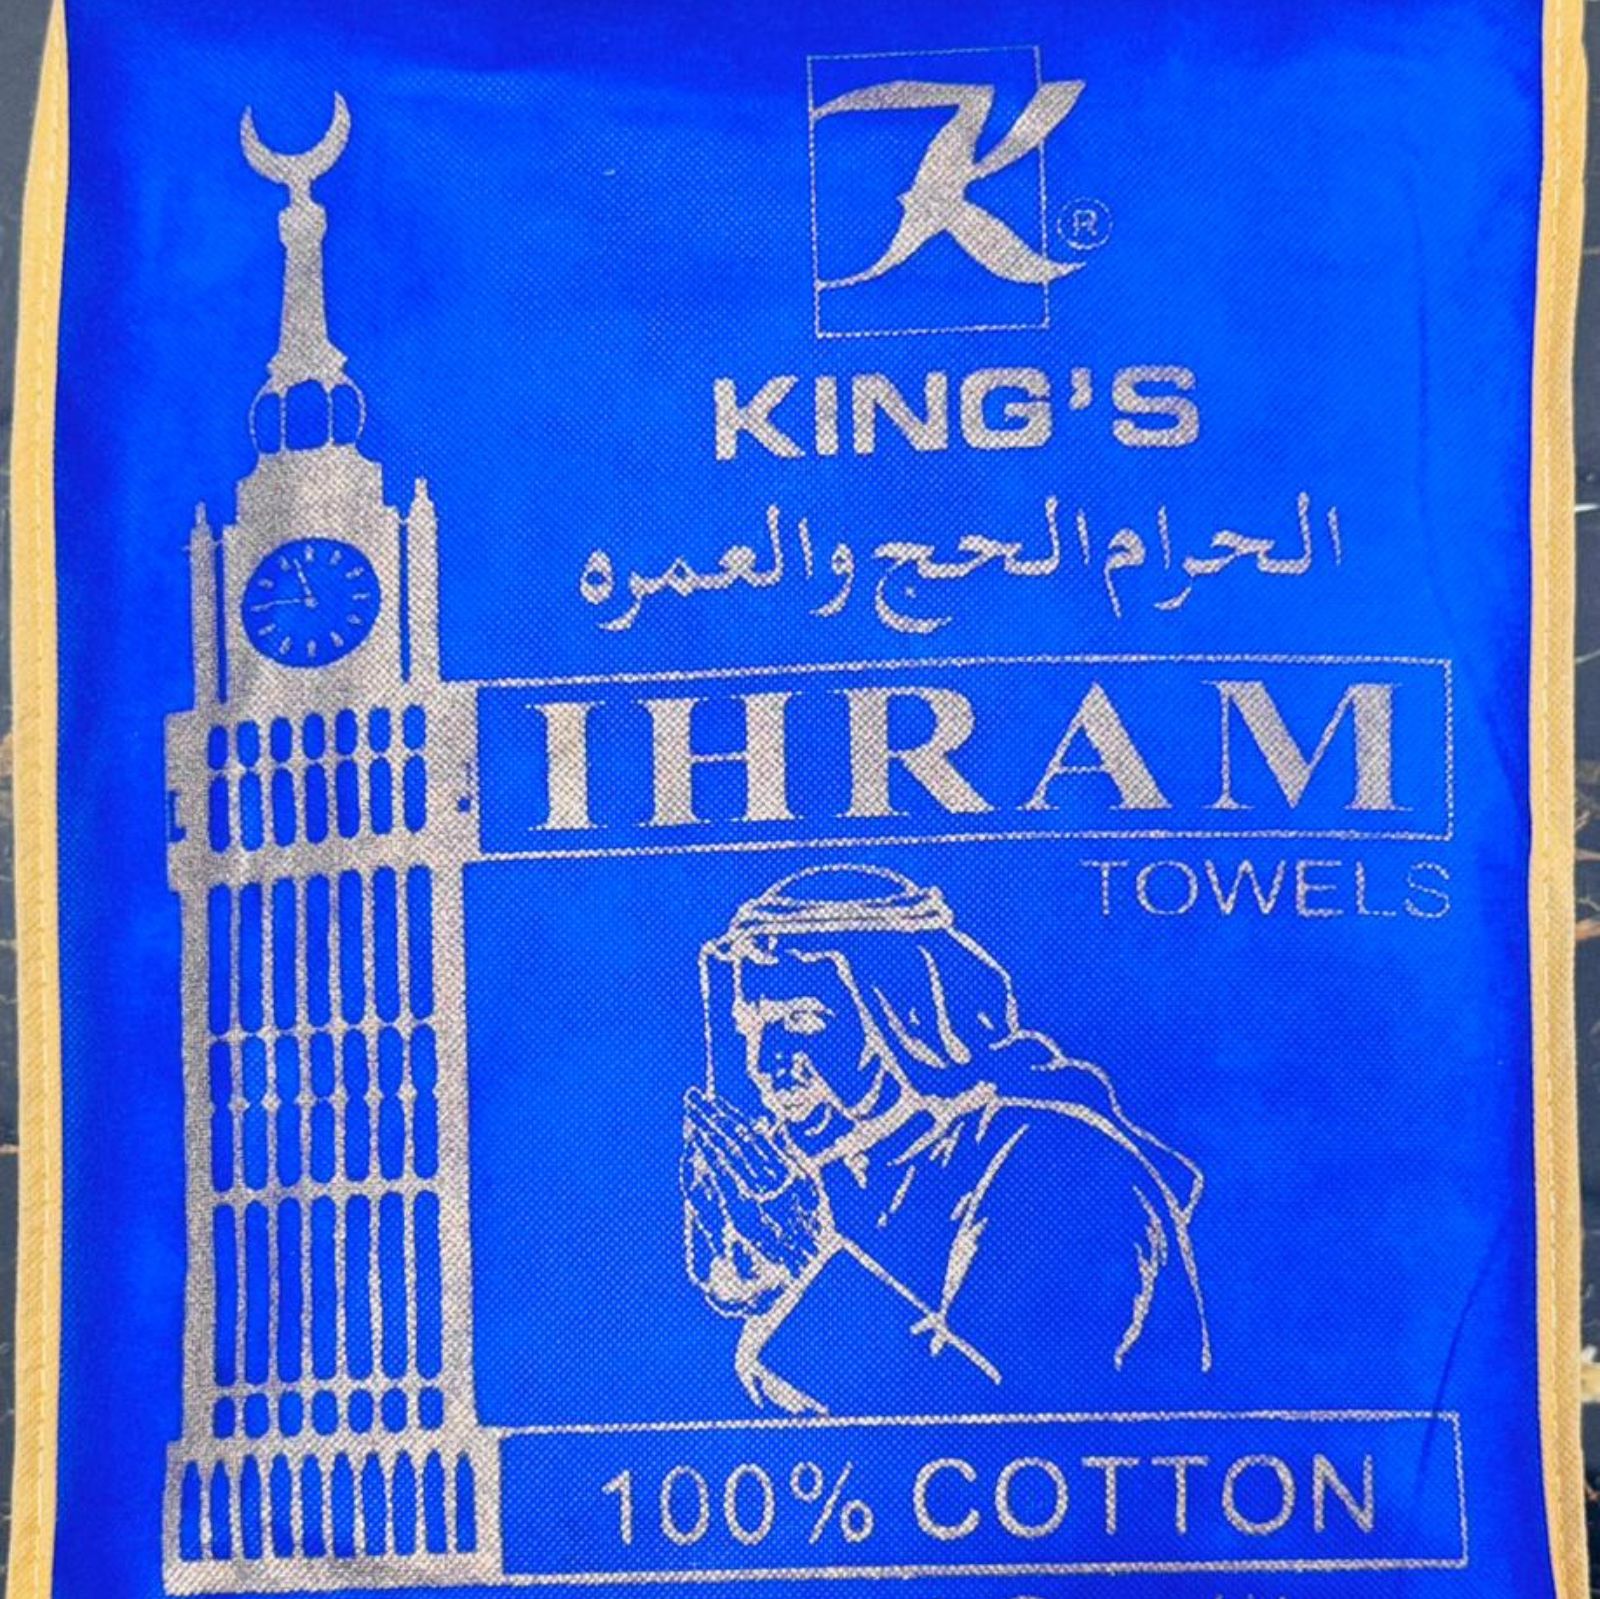 K ®
KING'S
الحرام الحج والعمره
IHRAM
TOWELS
100% COTTON